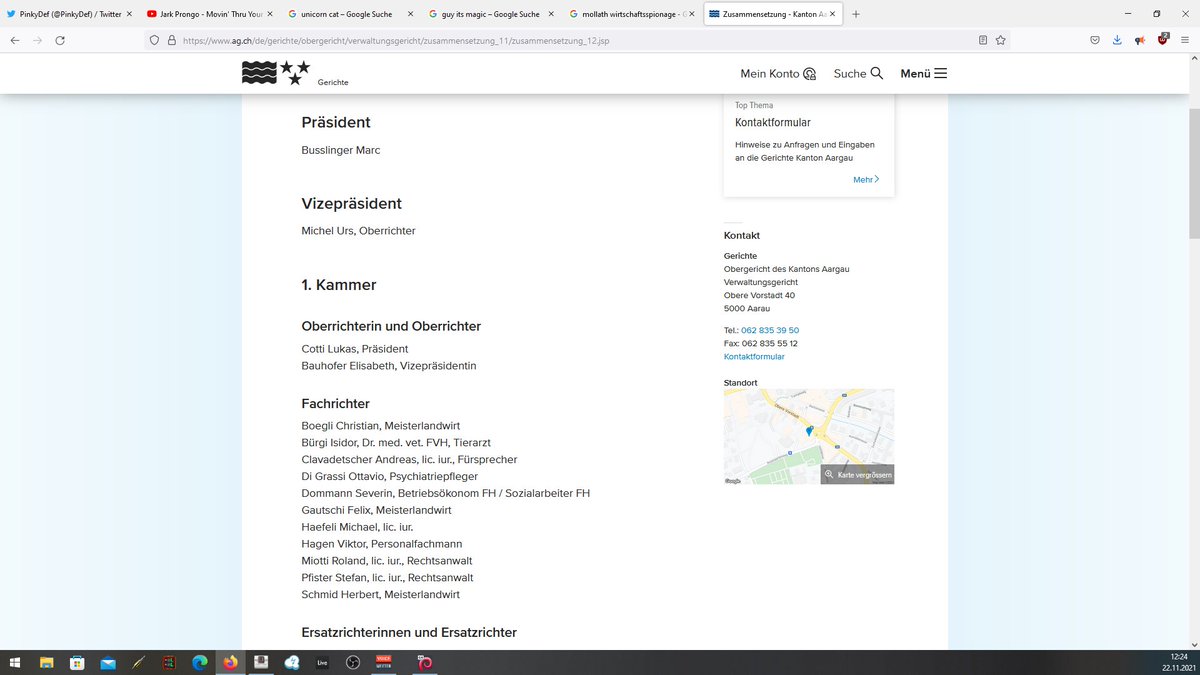 PinkyDef (@PinkyDef) / Twitter
Jark Prongo - Movin' Thru Your
unicorn cat – Google Suche
guy its magic – Google Suche
mollath wirtschaftsspionage - G
Zusammensetzung - Kanton Aa
https://www.ag.ch/de/gerichte/obergericht/verwaltungsgericht/zusammensetzung_11/zusammensetzung_12.jsp
Gerichte
Mein Konto
Suche
Menü
Präsident
Busslinger Marc
Vizepräsident
Michel Urs, Oberrichter
1. Kammer
Oberrichterin und Oberrichter
Cotti Lukas, Präsident
Bauhofer Elisabeth, Vizepräsidentin
Fachrichter
Boegli Christian, Meisterlandwirt
Bürgi Isidor, Dr. med. vet. FVH, Tierarzt
Clavadetscher Andreas, lic. iur., Fürsprecher
Di Grassi Ottavio, Psychiatriepfleger
Dommann Severin, Betriebsökonom FH / Sozialarbeiter FH
Gautschi Felix, Meisterlandwirt
Haefeli Michael, lic. iur.
Hagen Viktor, Personalfachmann
Miotti Roland, lic. iur., Rechtsanwalt
Pfister Stefan, lic. iur., Rechtsanwalt
Schmid Herbert, Meisterlandwirt
Ersatzrichterinnen und Ersatzrichter
Top Thema
Kontaktformular
Hinweise zu Anfragen und Eingaben
an die Gerichte Kanton Aargau
Mehr
Kontakt
Gerichte
Obergericht des Kantons Aargau
Verwaltungsgericht
Obere Vorstadt 40
5000 Aarau
Tel.: 062 835 39 50
Fax: 062 835 55 12
Kontaktformular
Standort
Obere Vorstadt
Google
Karte vergrössern
Live
12:24
22.11.2021